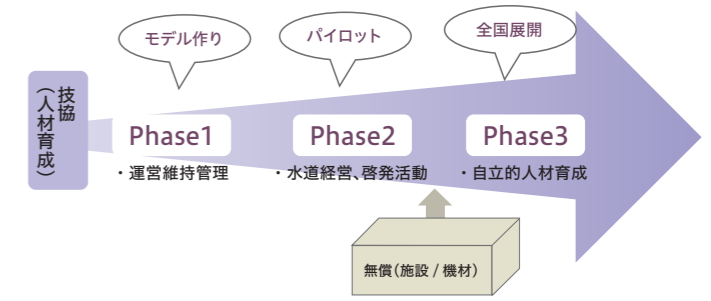 モデル作り
パイロット
全国展開
技協
（人材育成）
Phase1
Phase2
Phase3
・運営維持管理
・水道経営、啓発活動
・自立的人材育成
無償（施設 / 機材）